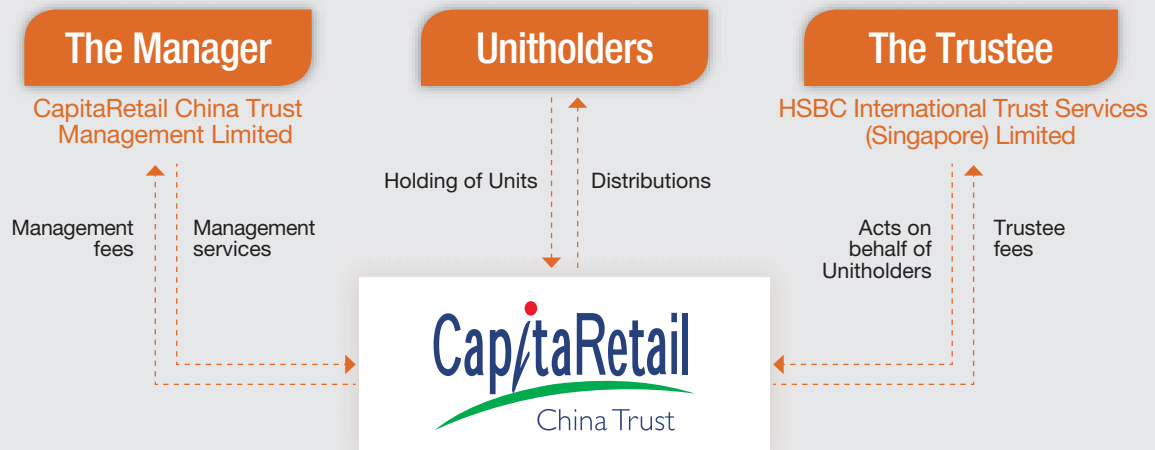 The Manager
Unitholders
The Trustee
CapitaRetail China Trust
Management Limited
HSBC International Trust Services
(Singapore) Limited
Holding of Units
Distributions
Management
fees
Management
services
Acts on
behalf of
Unitholders
Trustee
fees
CapitaRetail
China Trust